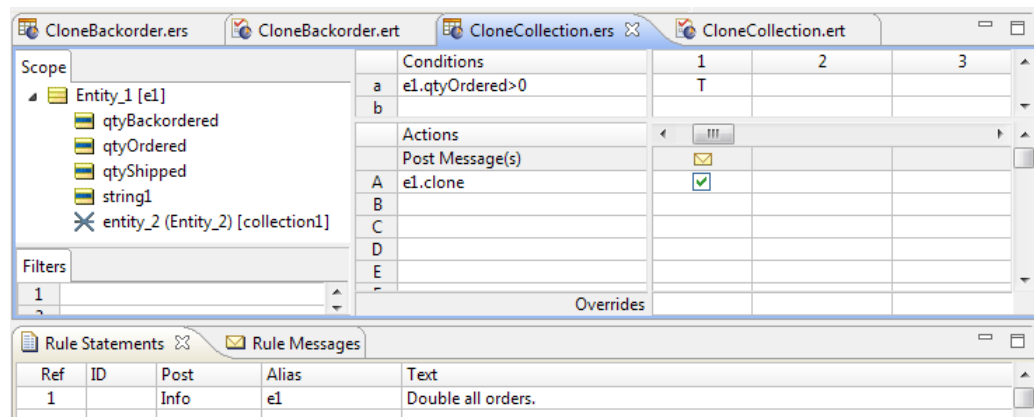 CloneBackorder.ers CloneBackorder.ert CloneCollection.ers CloneCollection.ert
Scope Conditions 1 2 3
Entity_1 [e1] a e1.qtyOrdered>0 T
qtyBackordered b
qtyOrdered Actions
qtyShipped Post Message(s)
string1 A e1.clone
entity_2 (Entity_2) [collection1] B
C
D
Filters E
1
Overrides
Rule Statements Rule Messages
Ref ID Post Alias Text
1 Info e1 Double all orders.